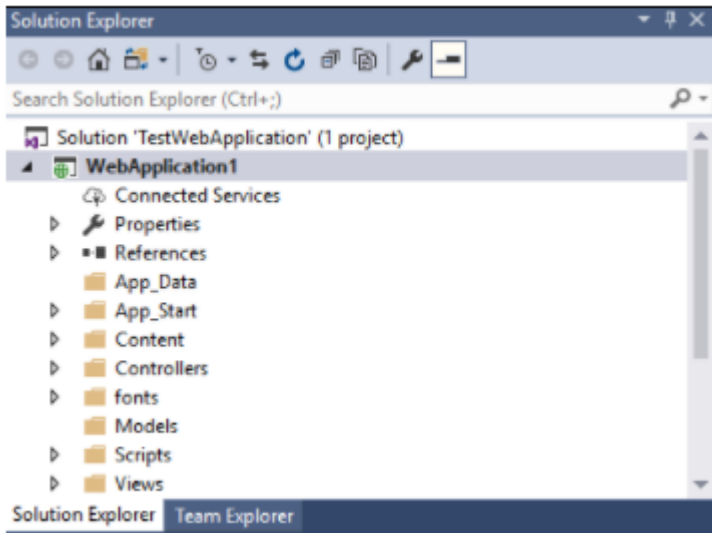 Solution Explorer
Search Solution Explorer (Ctrl+;)
Solution 'TestWebApplication' (1 project)
WebApplication1
Connected Services
Properties
References
App_Data
App_Start
Content
Controllers
fonts
Models
Scripts
Views
Solution Explorer Team Explorer